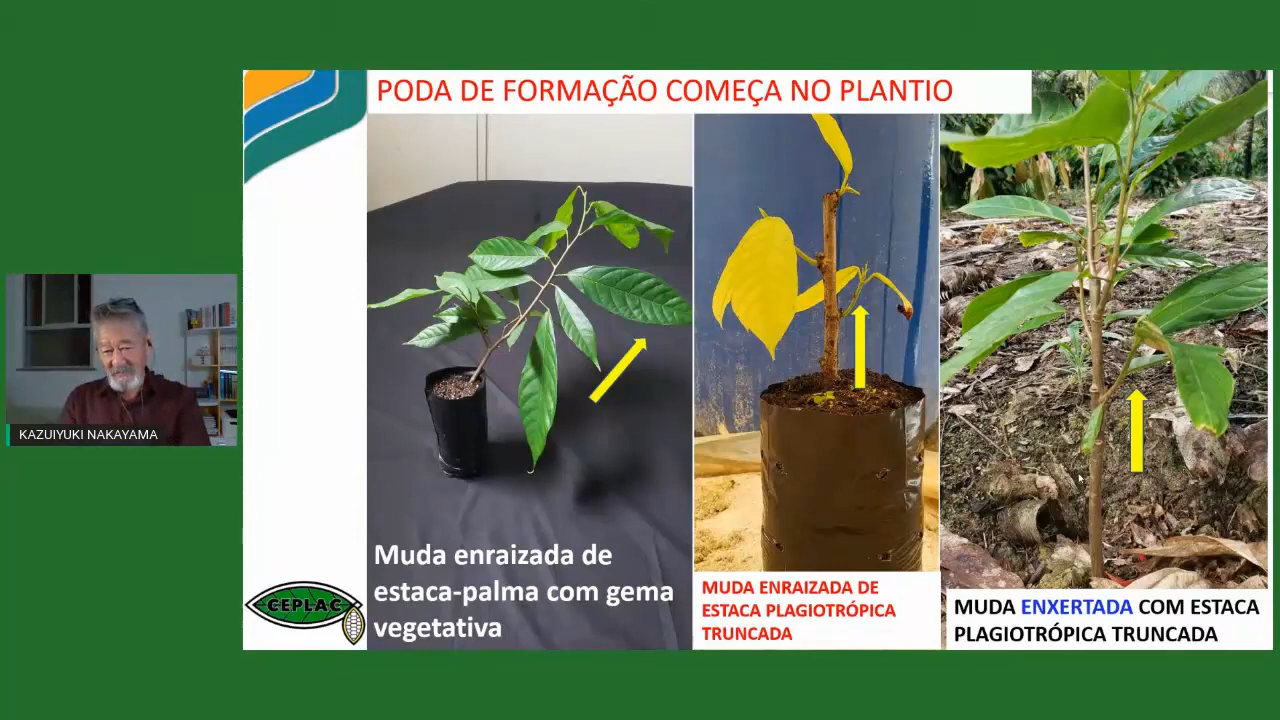 PODA DE FORMAÇÃO COMEÇA NO PLANTIO
KAZUIYUKI NAKAYAMA
CEPLAC
Muda enraizada de
estaca-palma com gema
vegetativa
MUDA ENRAIZADA DE
ESTACA PLAGIOTRÓPICA
TRUNCADA
MUDA ENXERTADA COM ESTACA
PLAGIOTRÓPICA TRUNCADA